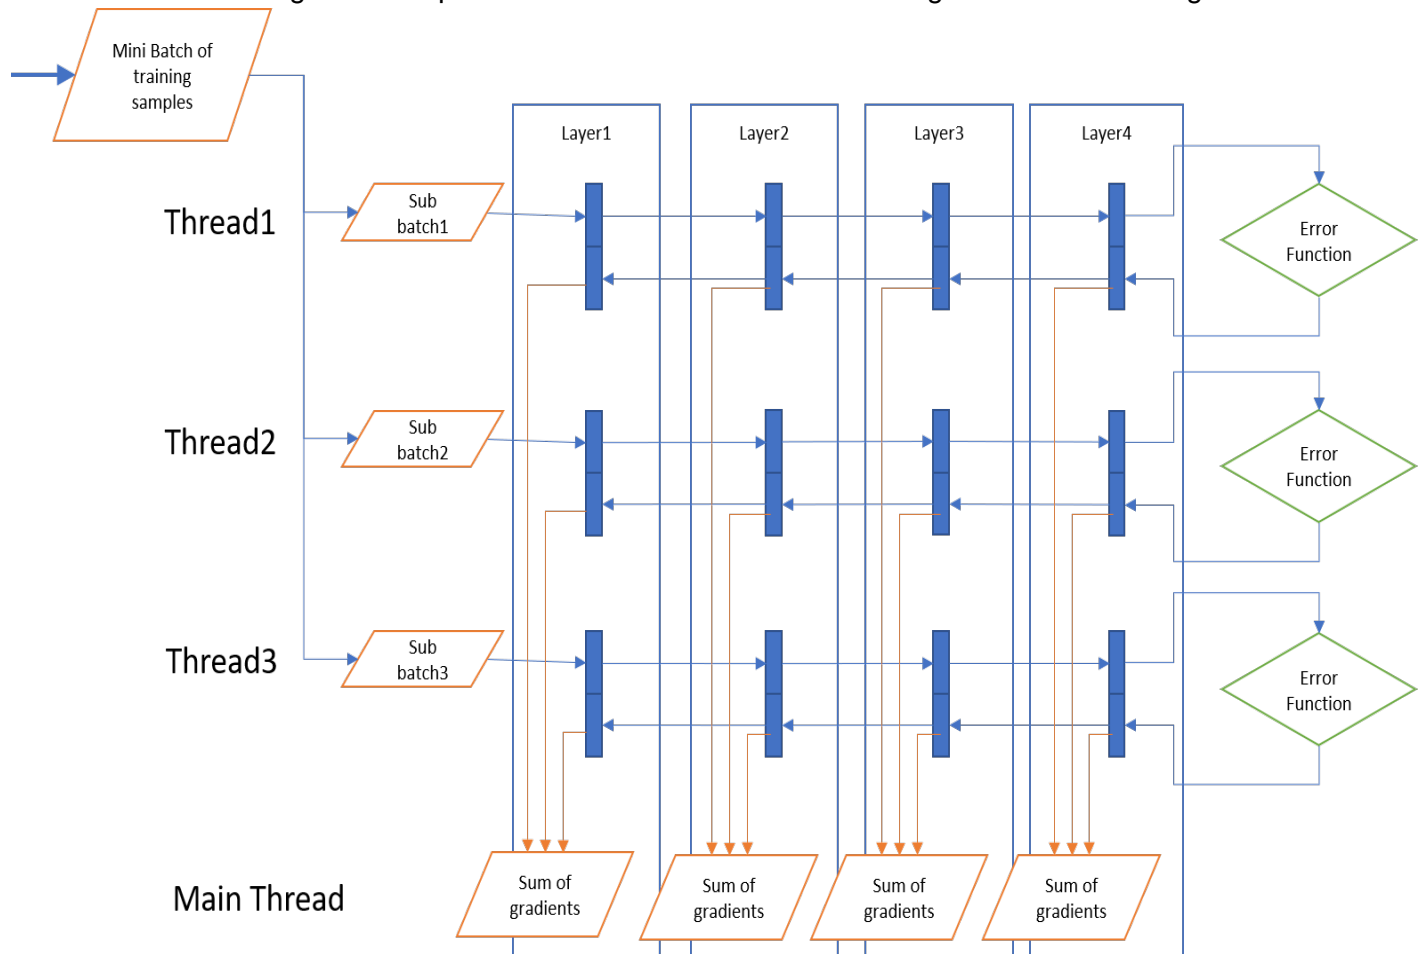 Mini Batch of
training
samples
Layer1
Layer2
Layer3
Layer4
Thread1
Sub
batch1
Error
Function
Thread2
Sub
batch2
Error
Function
Thread3
Sub
batch3
Error
Function
Main Thread
Sum of
gradients
Sum of
gradients
Sum of
gradients
Sum of
gradients